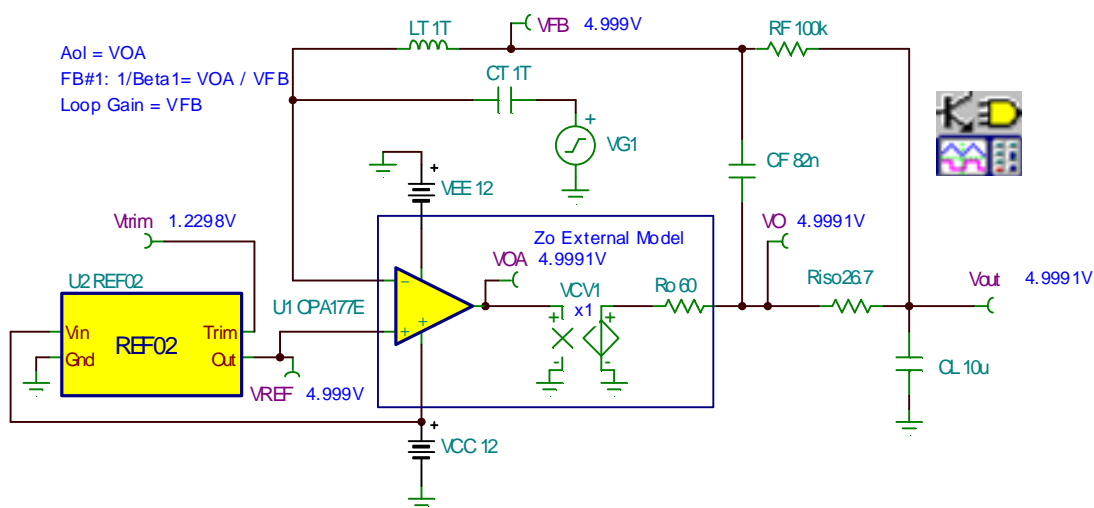 LT 1T
VFB 4.999V
RF 100k
Aol = VOA
FB#1: 1/Beta1= VOA / VFB
Loop Gain = VFB
CT 1T
+
VG1
CF 82n
+
VEE 12
Vtrim 1.2298V
Zo External Model
VO 4.9991V
VOA 4.9991V
U2 REF02
U1 OPA177E
VCV1
x1
Ro 60
Riso 26.7
Vout 4.9991V
Vin
Trim
REF02
Gnd
Out
-
+
+
+
-
+
-
VREF 4.999V
CL 10u
+
VCC 12